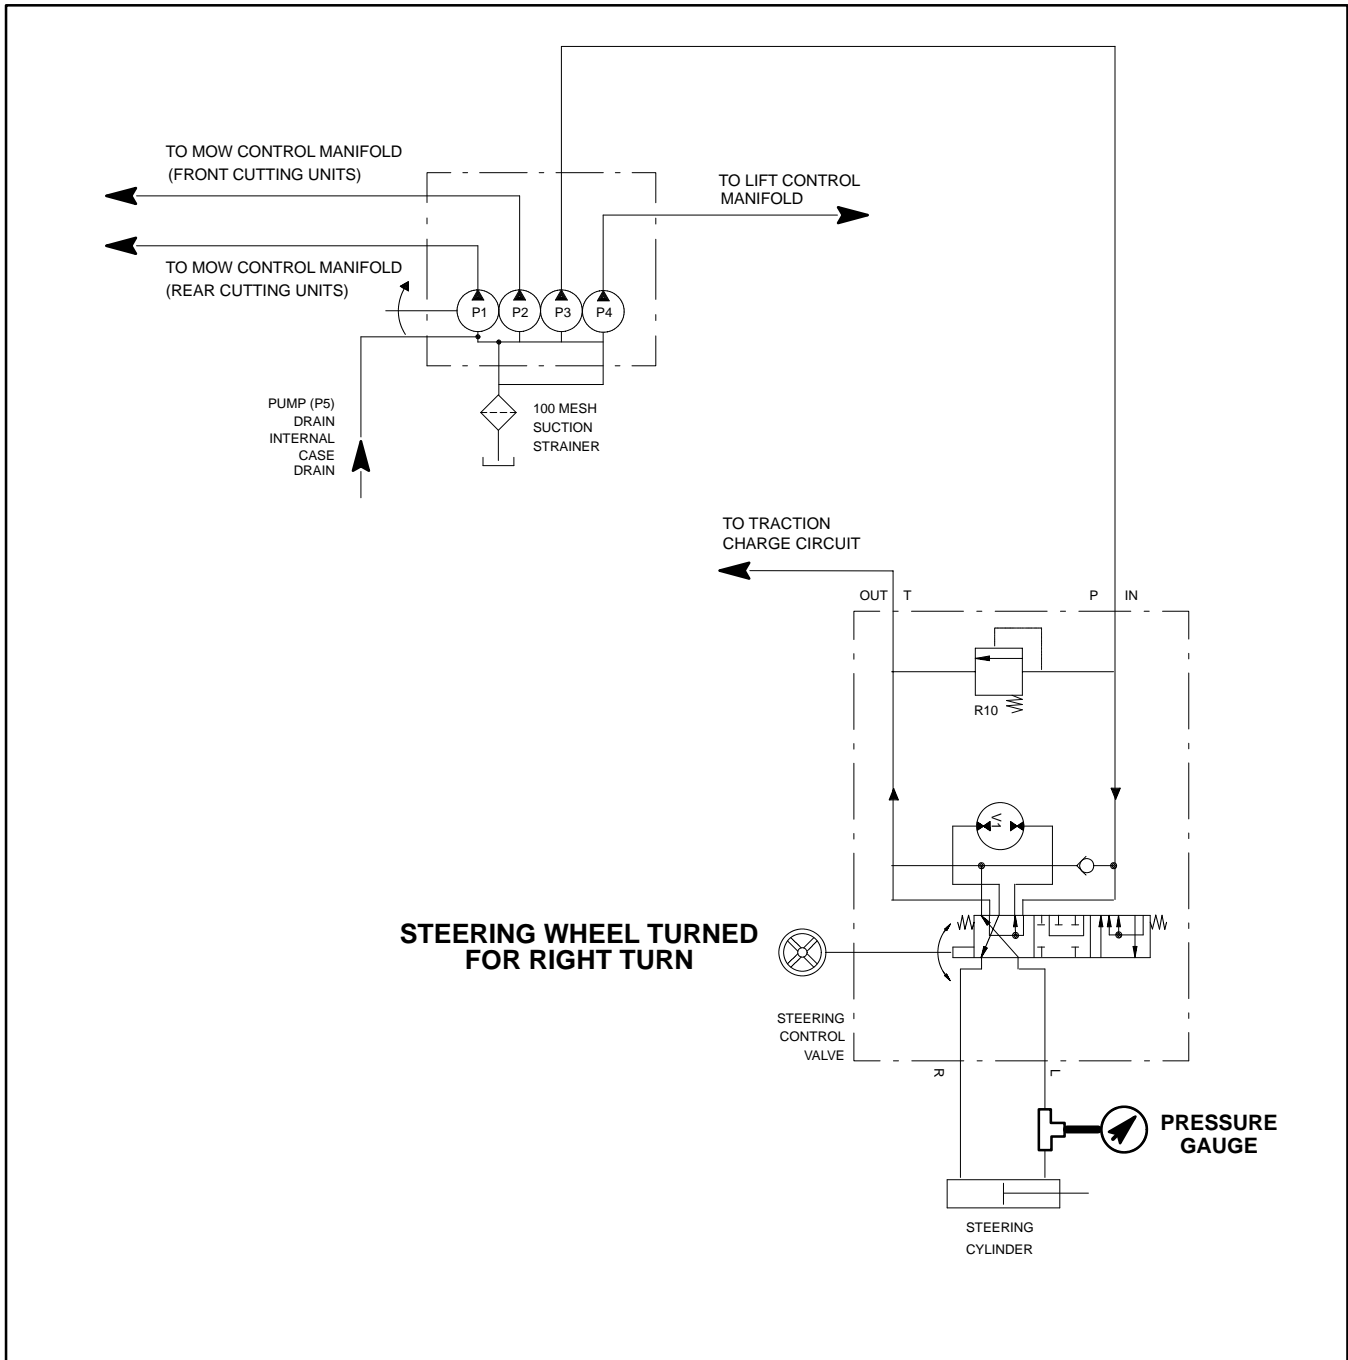 TO MOW CONTROL MANIFOLD
(FRONT CUTTING UNITS)
TO LIFT CONTROL
MANIFOLD
TO MOW CONTROL MANIFOLD
(REAR CUTTING UNITS)
P1
P2
P3
P4
PUMP (P5)
DRAIN
INTERNAL
CASE
DRAIN
100 MESH
SUCTION
STRAINER
TO TRACTION
CHARGE CIRCUIT
OUT T
P IN
R10
V1
STEERING WHEEL TURNED
FOR RIGHT TURN
STEERING
CONTROL
VALVE
R
L
PRESSURE
GAUGE
STEERING
CYLINDER